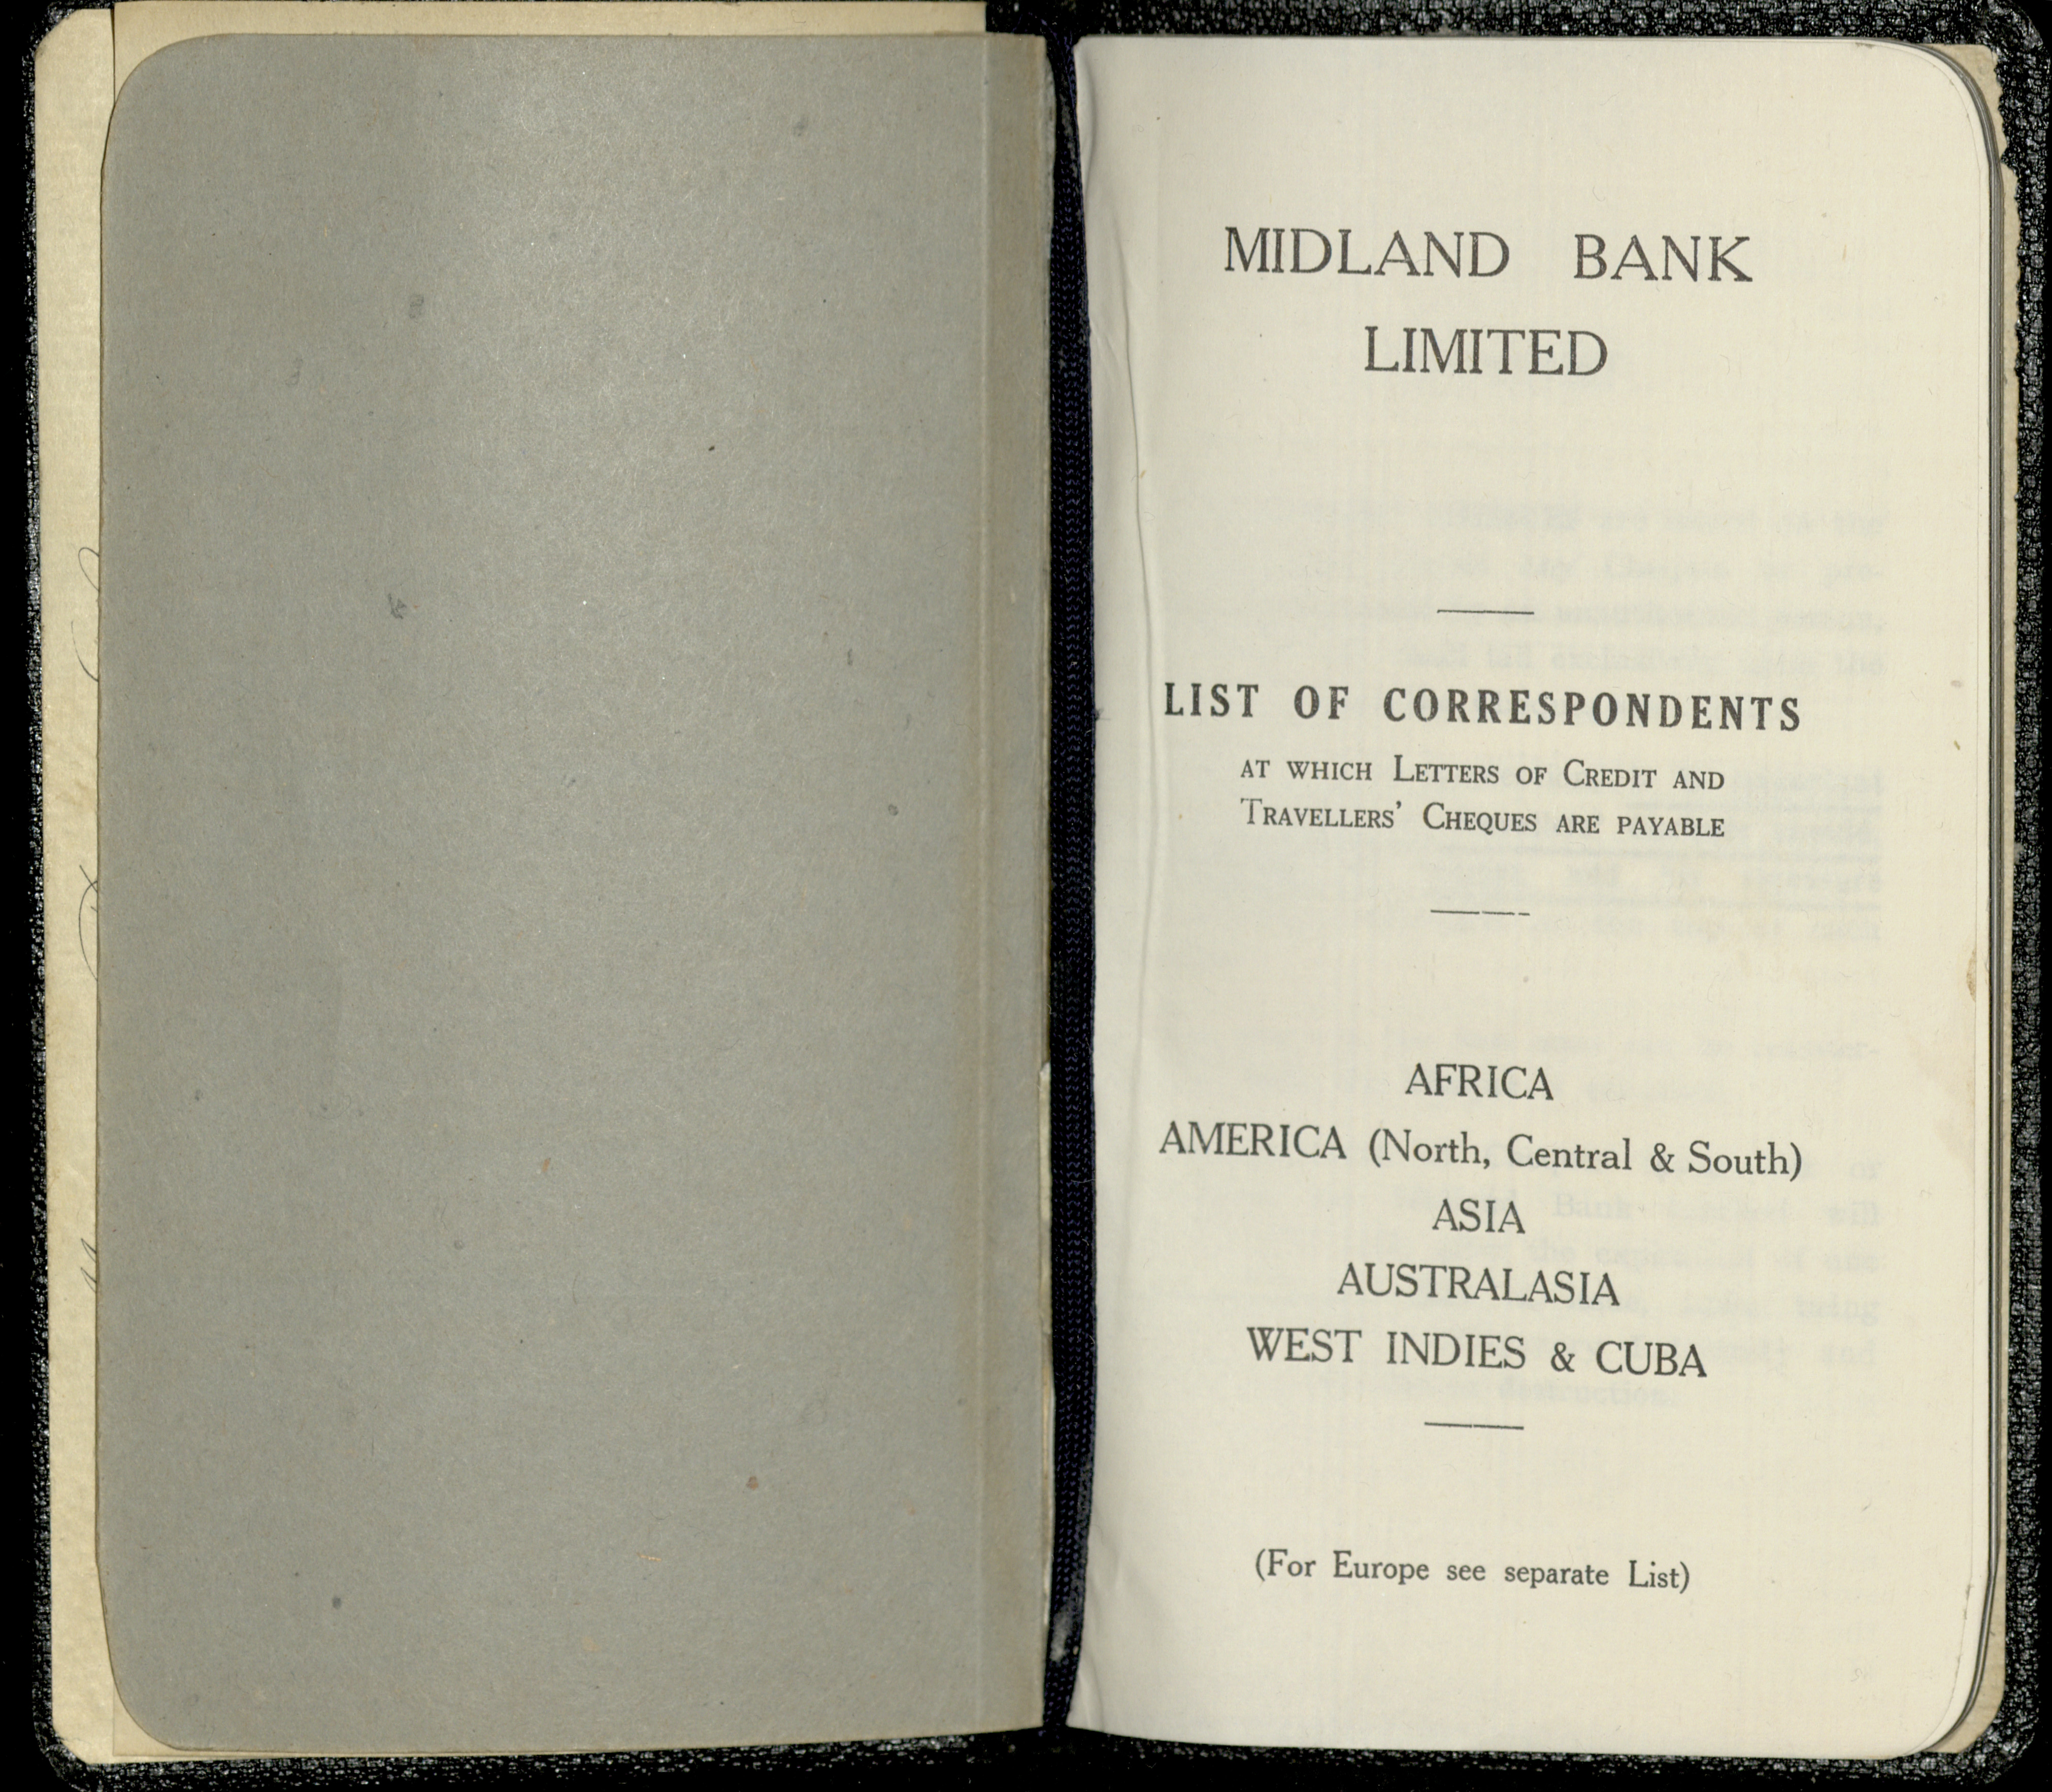 MIDLAND BANK
LIMITED
LIST OF CORRESPONDENTS
AT WHICH LETTERS OF CREDIT AND
TRAVELLERS' CHEQUES ARE PAYABLE
AFRICA
AMERICA (North, Central & South)
ASIA
AUSTRALASIA
WEST INDIES & CUBA
(For Europe see separate List)